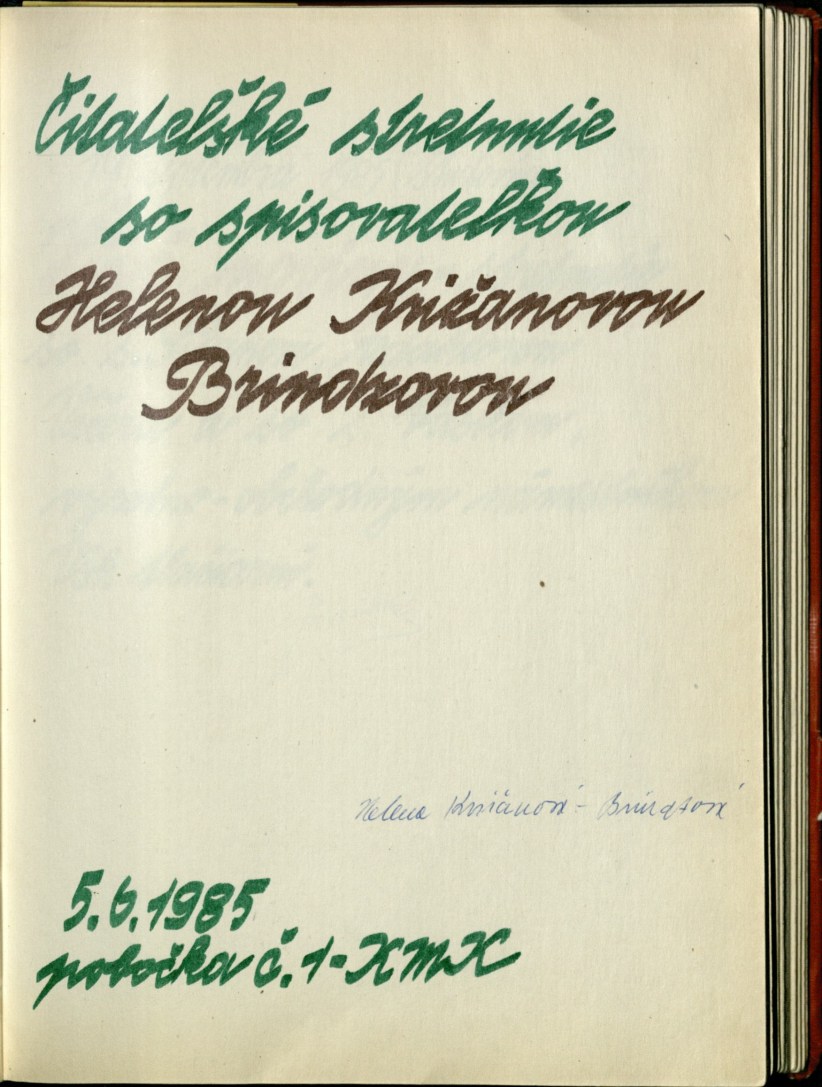 Čitateľské stretnutie
so spisovateľkou
Helenou Križanovou
Brindzovou
Helena Križanová - Brindzová
5.6.1985
pobočka č.1-KMK